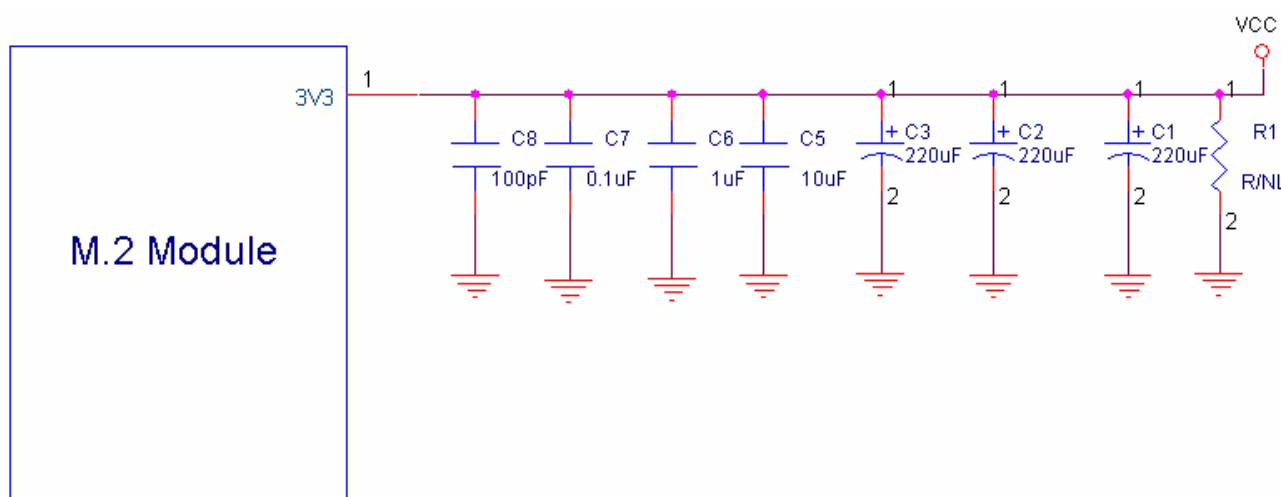 VCC
3V3
1
1
1
1
1
C8
C7
C6
C5
+ C3
+ C2
+ C1
R1
100pF
0.1uF
1uF
10uF
220uF
220uF
220uF
R/NL
2
2
2
2
M.2 Module